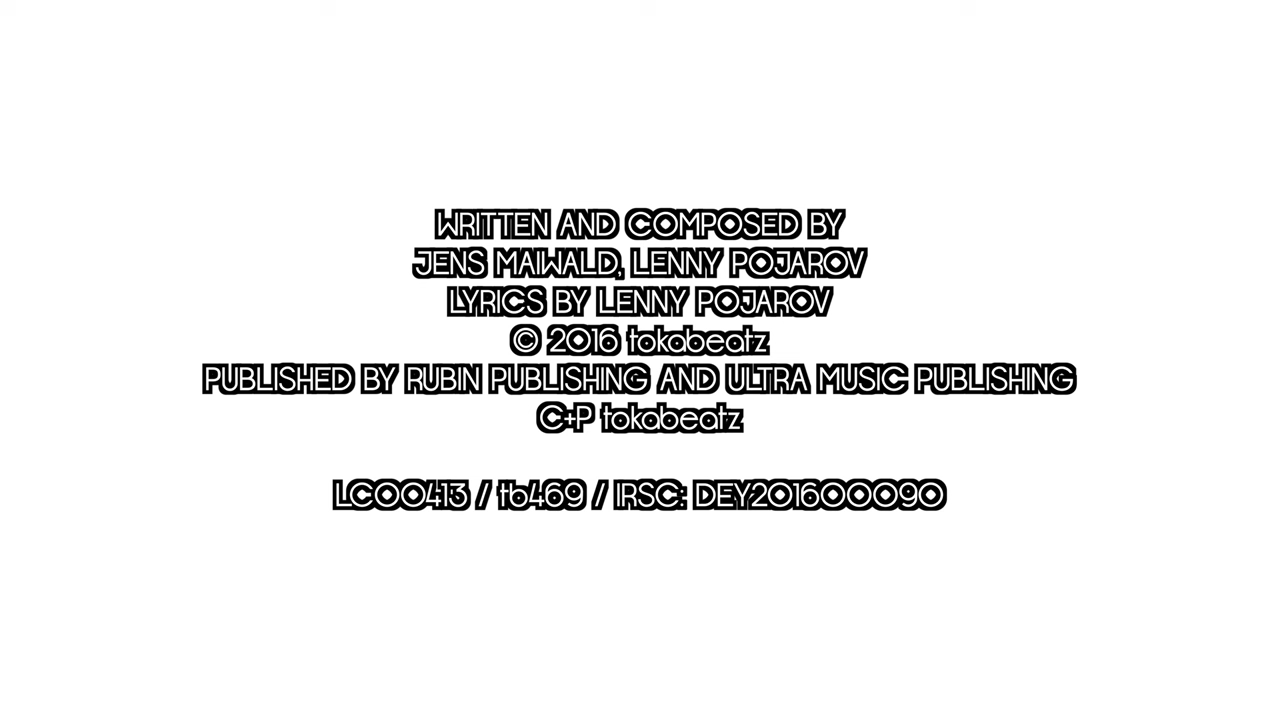 WRITTEN AND COMPOSED BY
JENS MAIWALD, LENNY POJAROV
LYRICS BY LENNY POJAROV
© 2016 tokabeatz
PUBLISHED BY RUBIN PUBLISHING AND ULTRA MUSIC PUBLISHING
C+P tokabeatz
LC00413 / tb469 / IRSC: DEY201600090